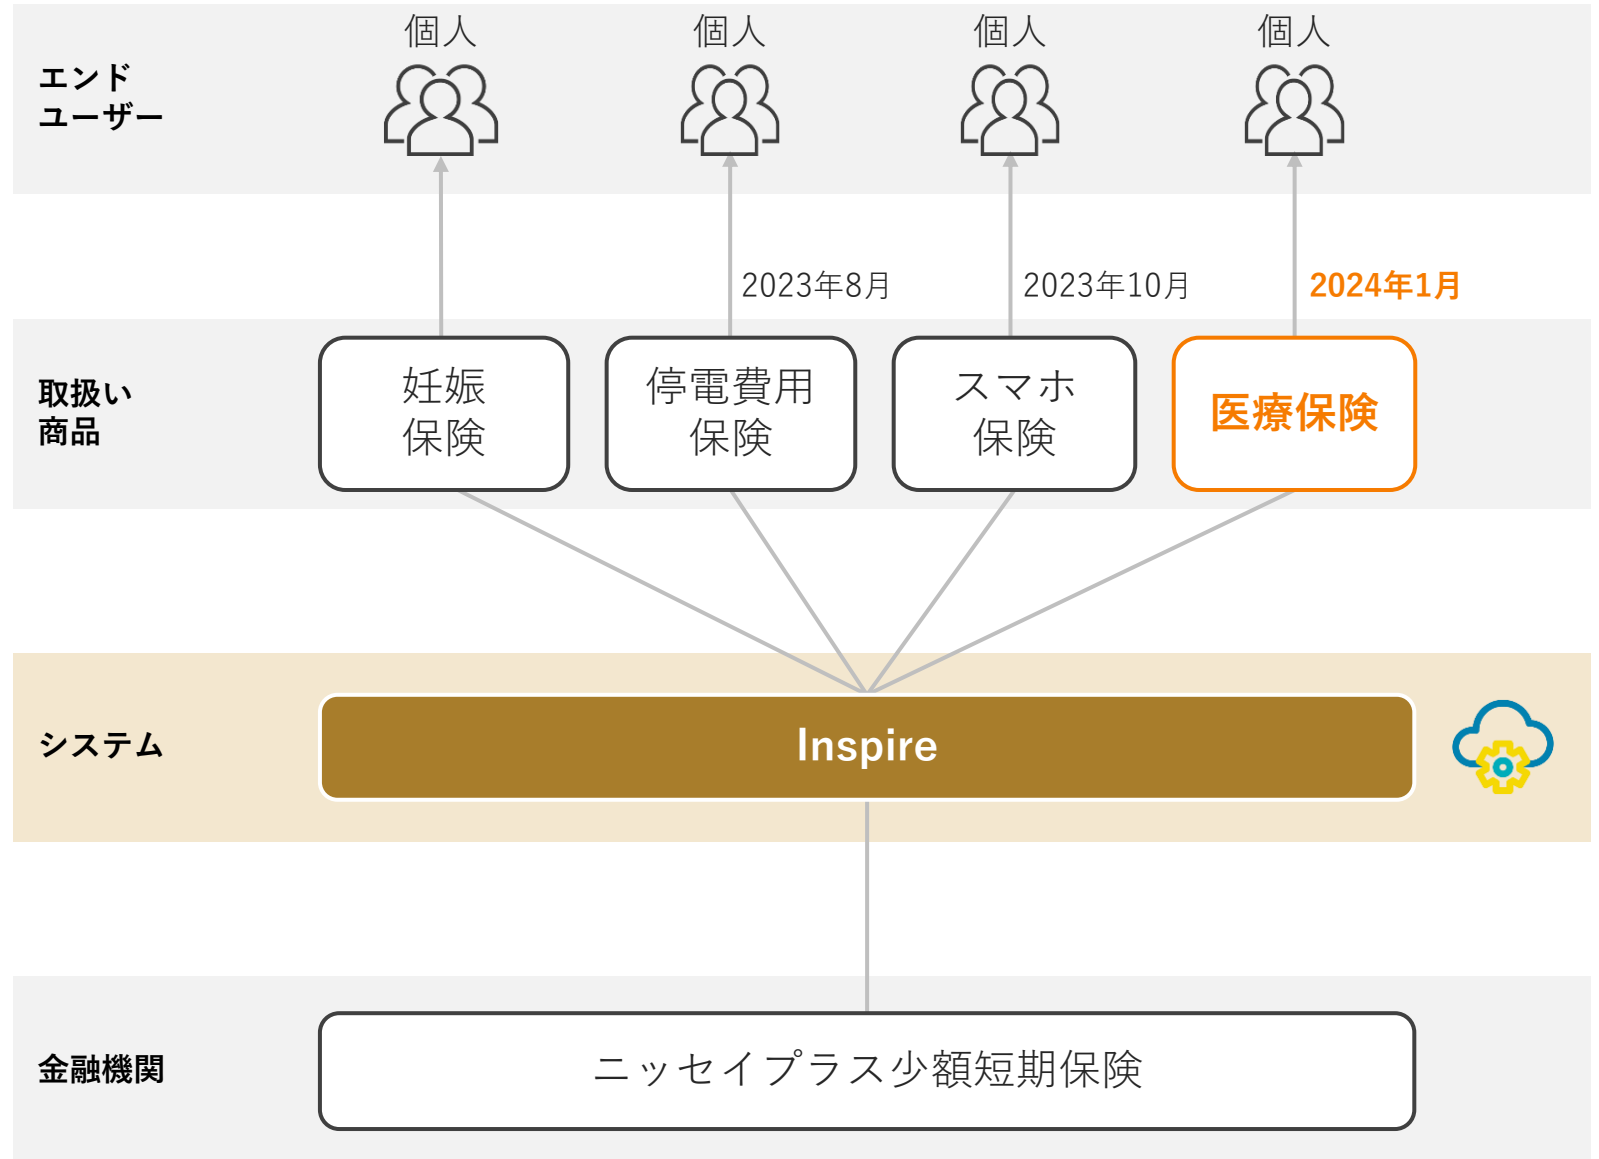 エンド
ユーザー
個人
個人
個人
個人
2023年8月
2023年10月
2024年1月
取扱い
商品
妊娠
保険
停電費用
保険
スマホ
保険
医療保険
システム
Inspire
金融機関
ニッセイプラス少額短期保険